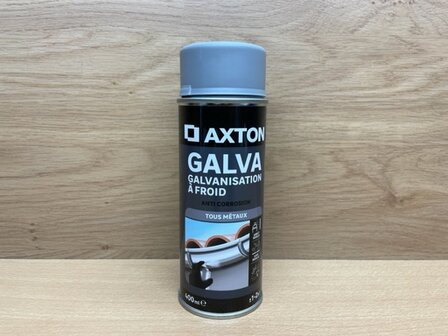 AXTON
GALVA
GALVANISATION
À FROID
ANTI CORROSION
TOUS MÉTAUX
400 ml ℮